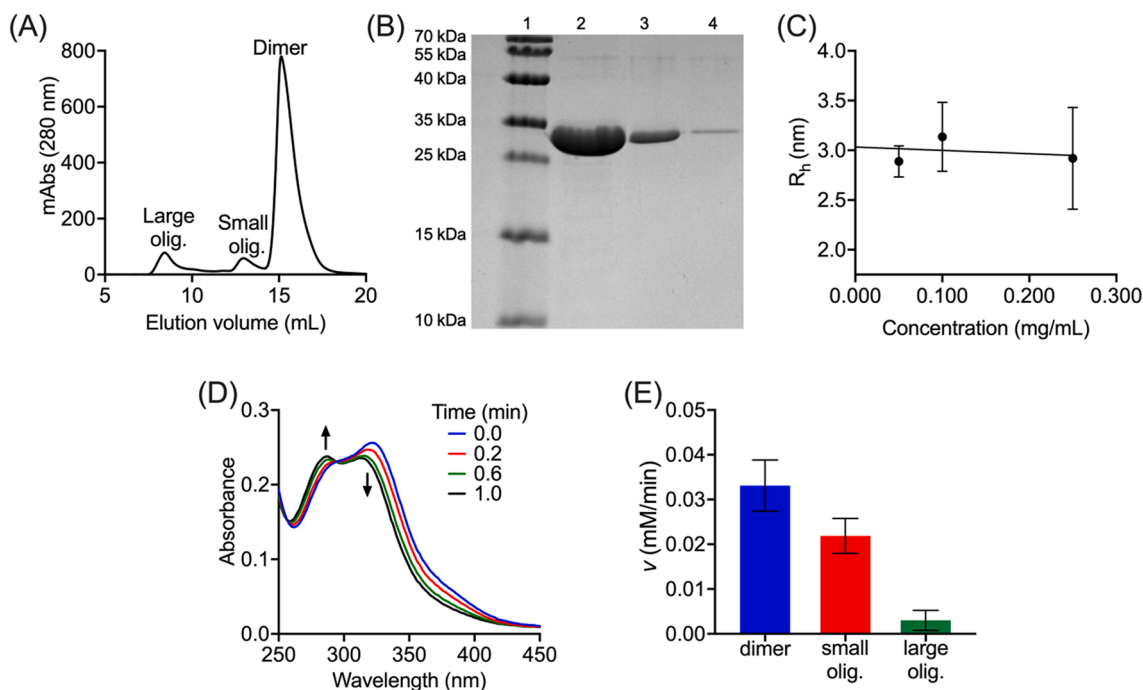 (A)
800
600
400
200
0
mAbs (280 nm)
Dimer
Large
olig.
Small
olig.
5 10 15 20
Elution volume (mL)
(B)
1 2 3 4
70 kDa
55 kDa
40 kDa
35 kDa
25 kDa
15 kDa
10 kDa
(C)
4.0
3.5
3.0
2.5
2.0
Rh (nm)
0.000 0.100 0.200 0.300
Concentration (mg/mL)
(D)
0.3
0.2
0.1
0.0
Absorbance
Time (min)
0.0
0.2
0.6
1.0
250 300 350 400 450
Wavelength (nm)
(E)
0.05
0.04
0.03
0.02
0.01
0.00
v (mM/min)
dimer small large
olig. olig.